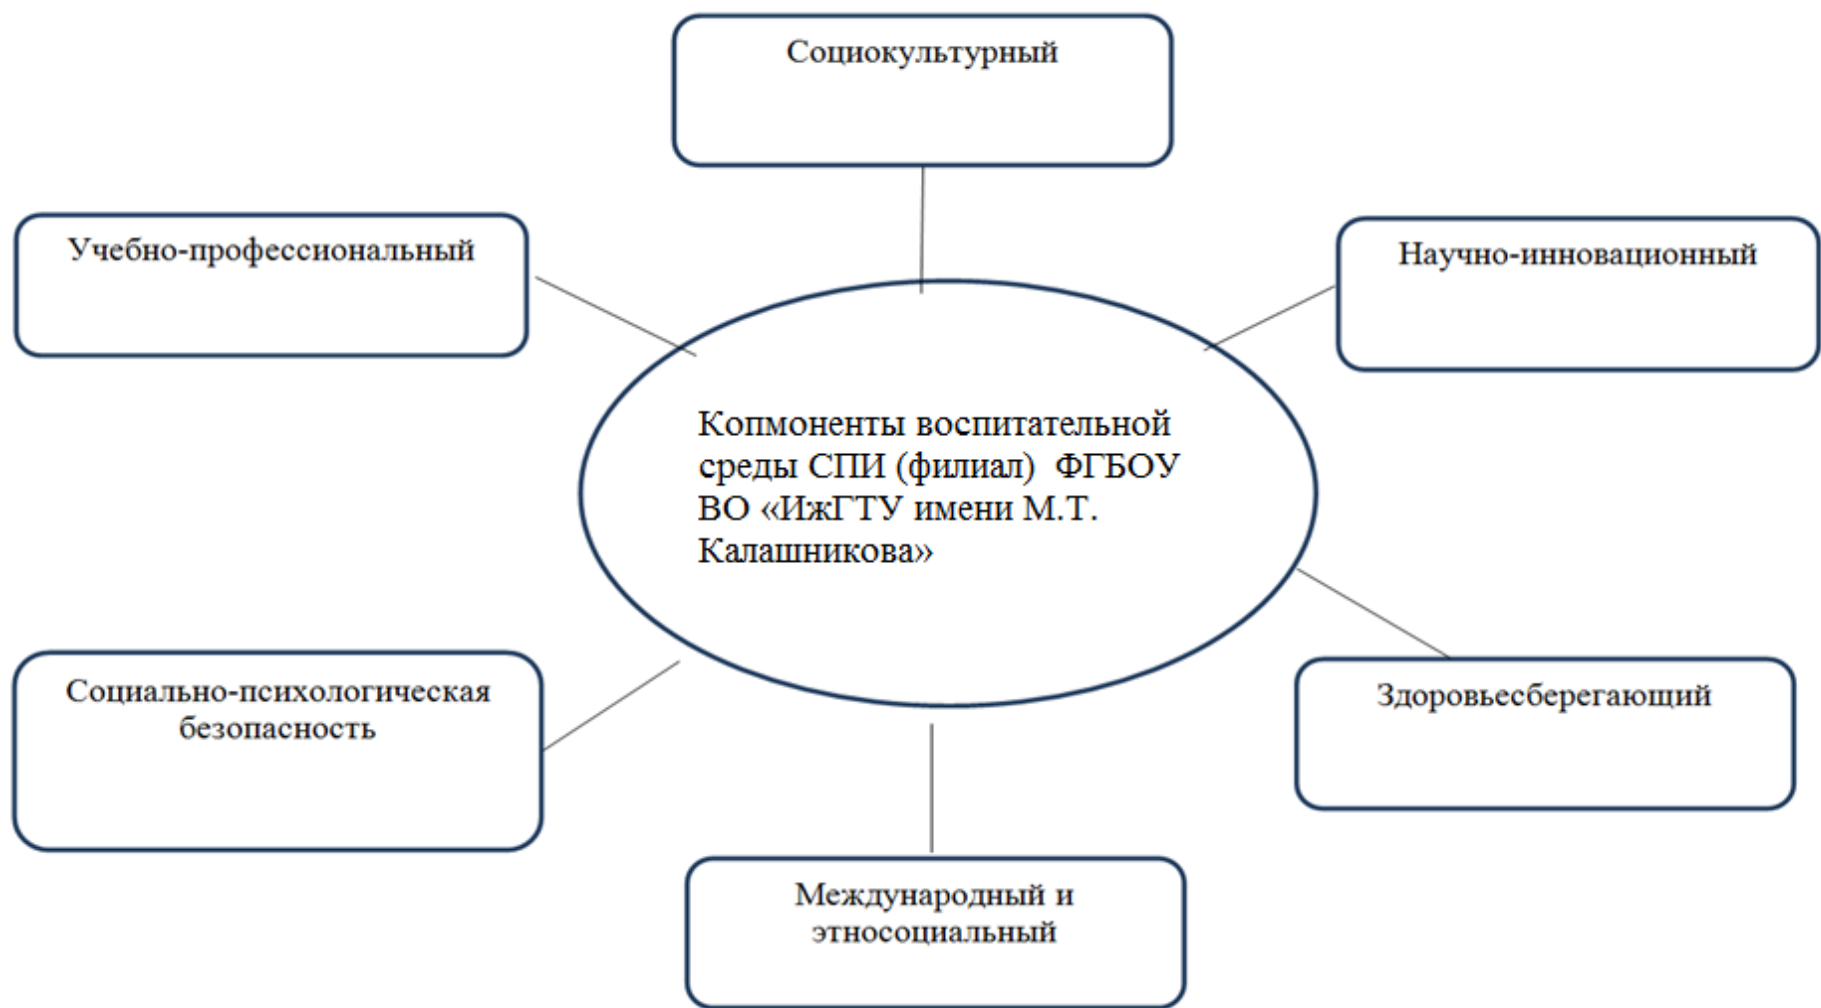 Социокультурный
Учебно-профессиональный
Научно-инновационный
Копмоненты воспитательной
среды СПИ (филиал) ФГБОУ
ВО «ИжГТУ имени М.Т.
Калашникова»
Социально-психологическая
безопасность
Здоровьесберегающий
Международный и
этносоциальный